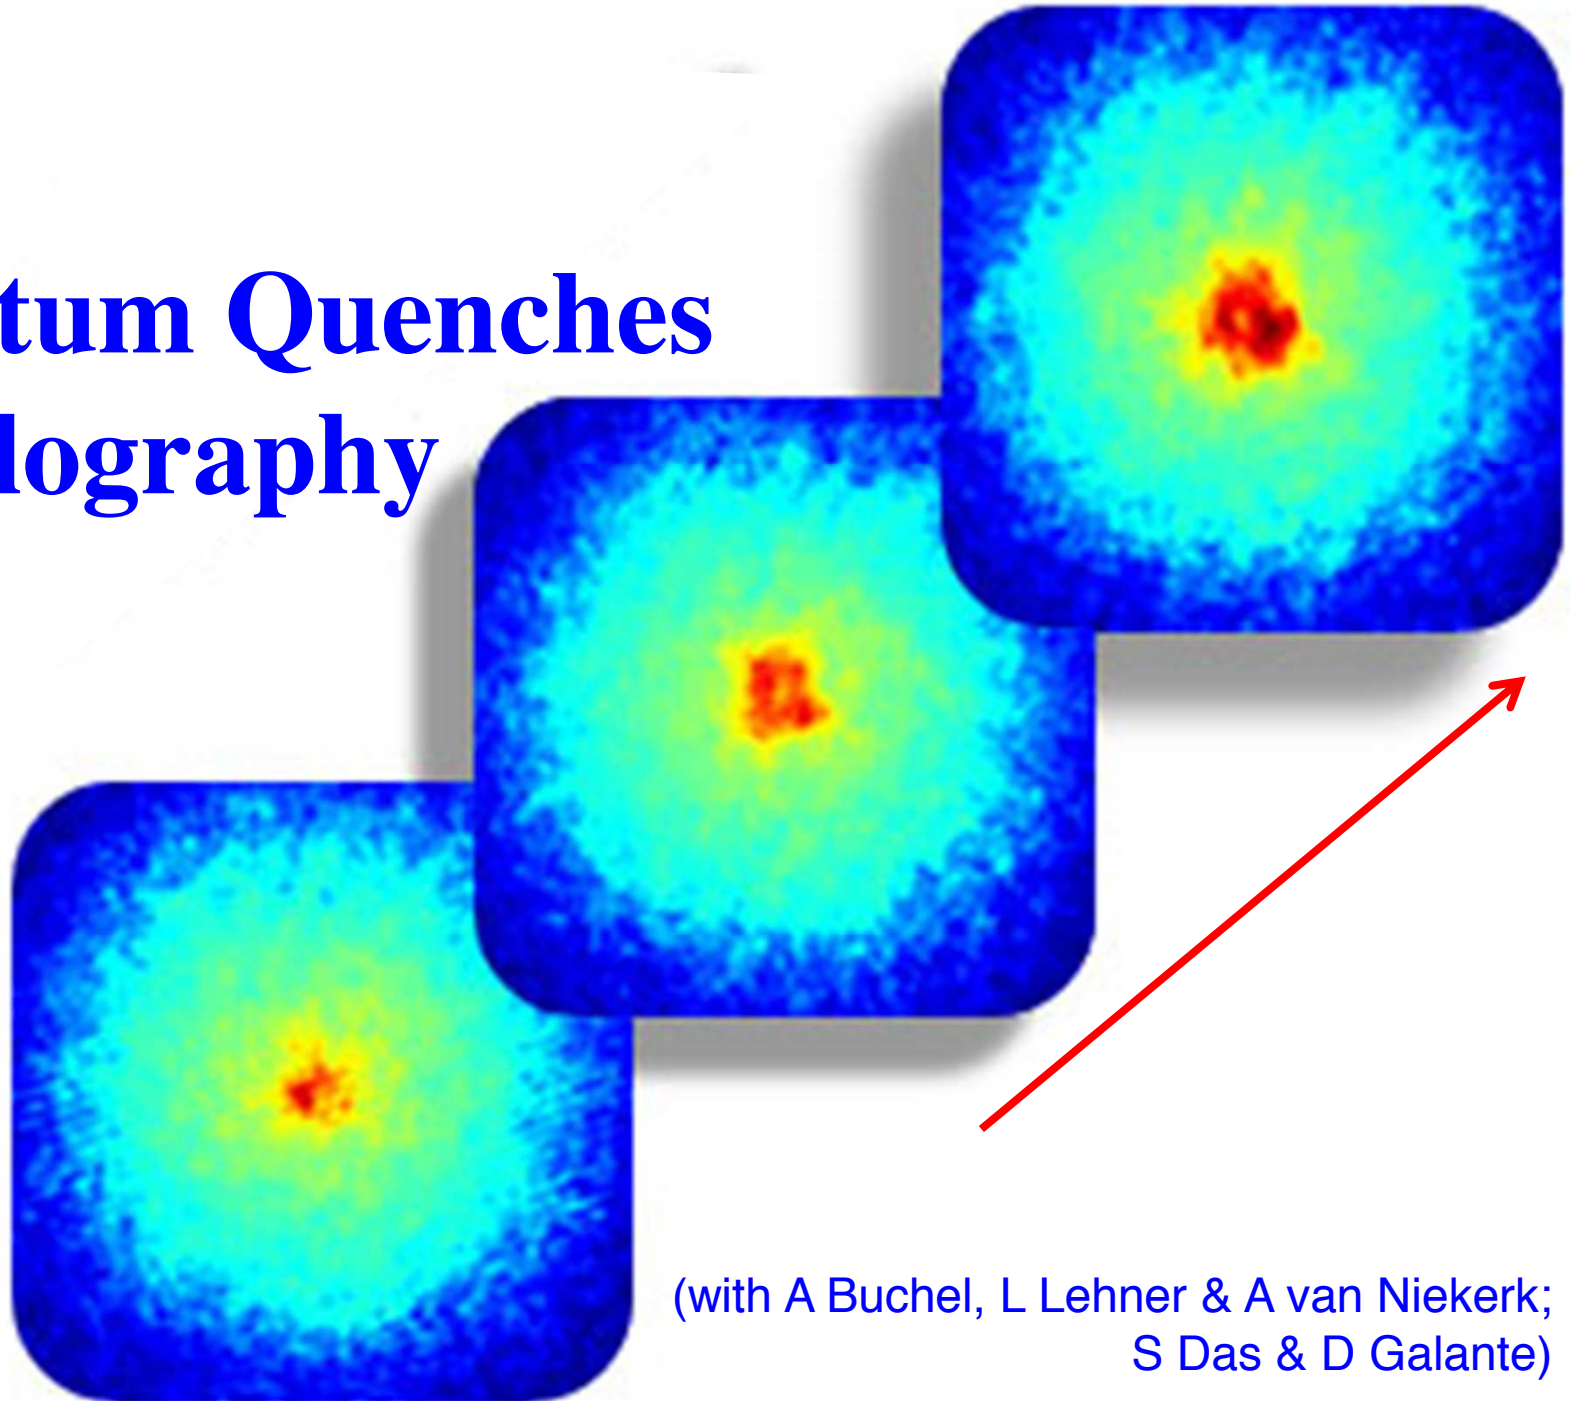 tum Quenches
lography
(with A Buchel, L Lehner & A van Niekerk;
S Das & D Galante)